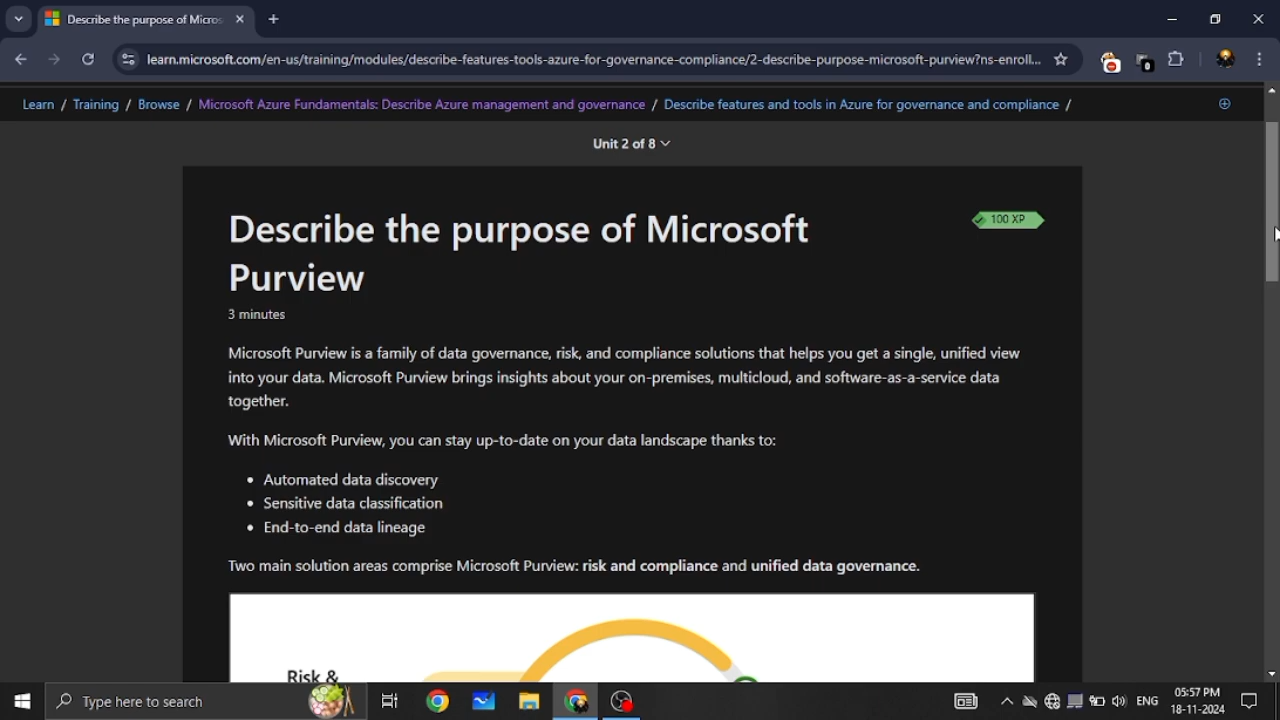 Describe the purpose of Micros
learn.microsoft.com/en-us/training/modules/describe-features-tools-azure-for-governance-compliance/2-describe-purpose-microsoft-purview?ns-enroll...
Learn / Training / Browse / Microsoft Azure Fundamentals: Describe Azure management and governance / Describe features and tools in Azure for governance and compliance /
Unit 2 of 8
Describe the purpose of Microsoft
100 XP
Purview
3 minutes
Microsoft Purview is a family of data governance, risk, and compliance solutions that helps you get a single, unified view
into your data. Microsoft Purview brings insights about your on-premises, multicloud, and software-as-a-service data
together.
With Microsoft Purview, you can stay up-to-date on your data landscape thanks to:
• Automated data discovery
• Sensitive data classification
• End-to-end data lineage
Two main solution areas comprise Microsoft Purview: risk and compliance and unified data governance.
Risk &
Type here to search
ENG
05:57 PM
18-11-2024